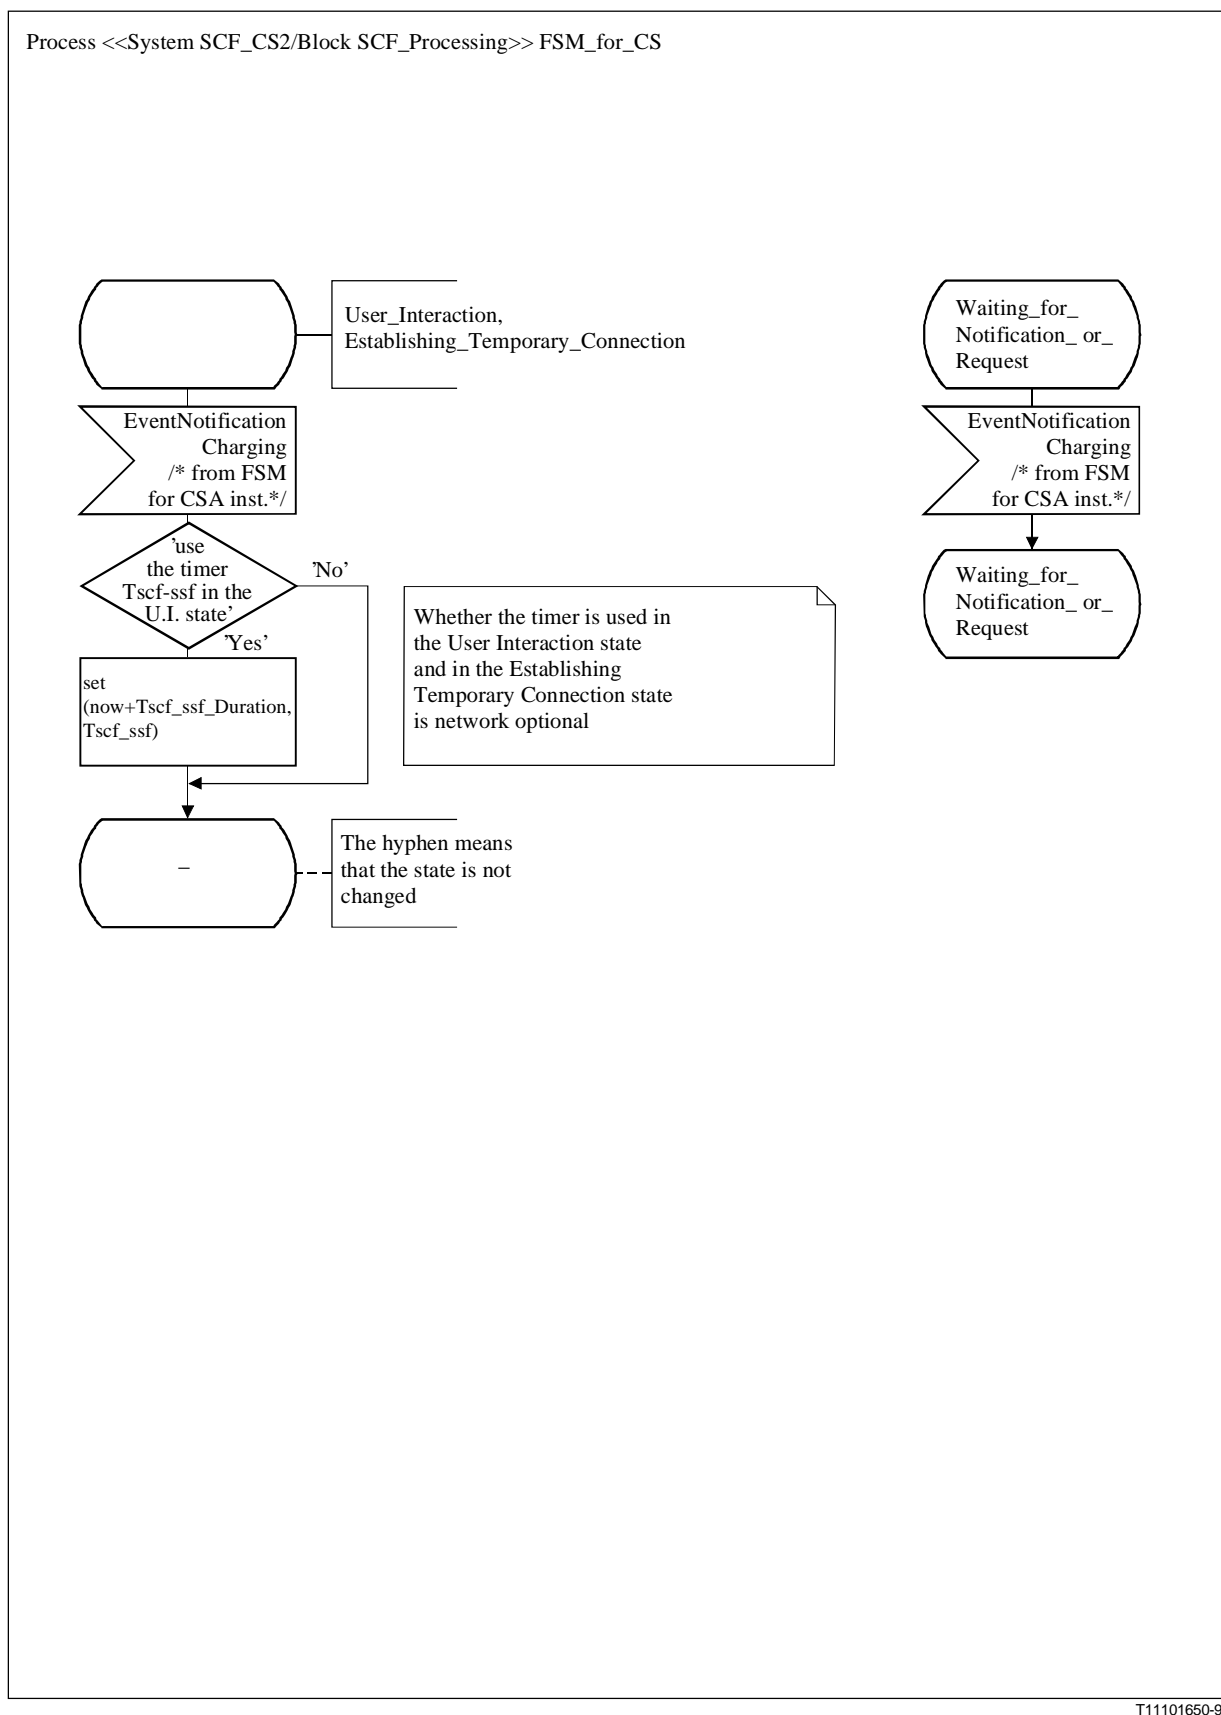 Process <<System SCF_CS2/Block SCF_Processing>> FSM_for_CS
User_Interaction,
Establishing_Temporary_Connection
EventNotification
Charging
/* from FSM
for CSA inst.*/
'use
the timer
Tscf-ssf in the
U.I. state'
'No'
'Yes'
set
(now+Tscf_ssf_Duration,
Tscf_ssf)
–
The hyphen means
that the state is not
changed
Whether the timer is used in
the User Interaction state
and in the Establishing
Temporary Connection state
is network optional
Waiting_for_
Notification_ or_
Request
EventNotification
Charging
/* from FSM
for CSA inst.*/
Waiting_for_
Notification_ or_
Request
T11101650-9